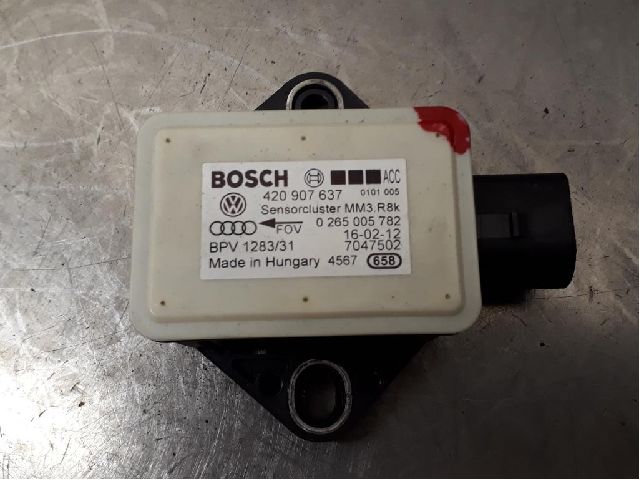 BOSCH ACC
420 907 637 0101 005
Sensorcluster MM3.R8k
FOV 0 265 005 782
16-02-12
BPV 1283/31 7047502
Made in Hungary 4567 658